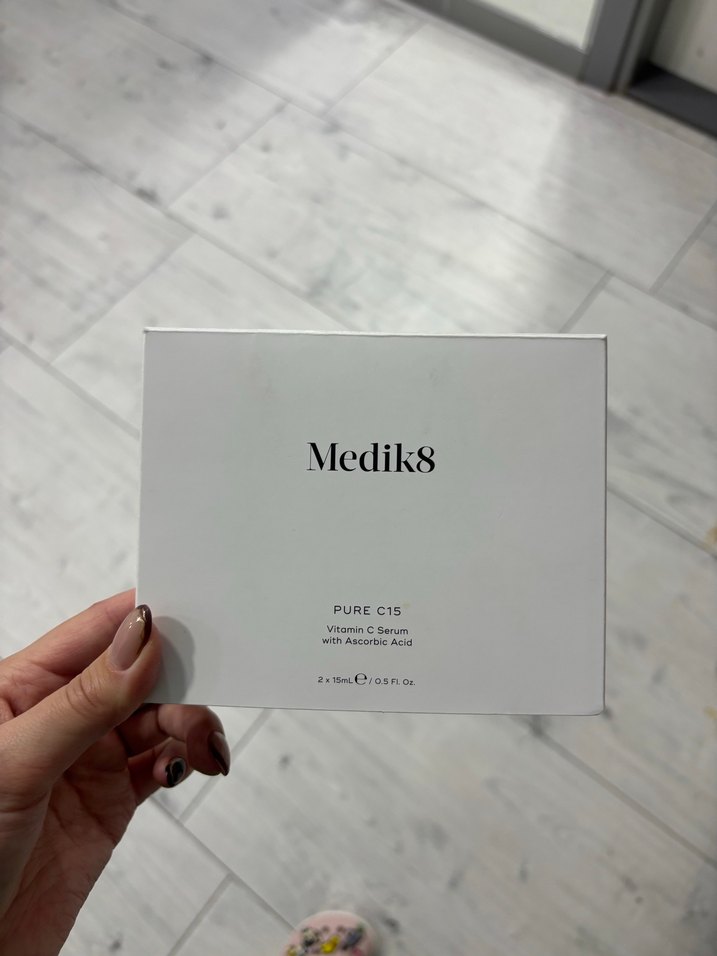 Medik8
PURE C15
Vitamin C Serum
with Ascorbic Acid
2 x 15mL ℮ / 0.5 Fl. Oz.